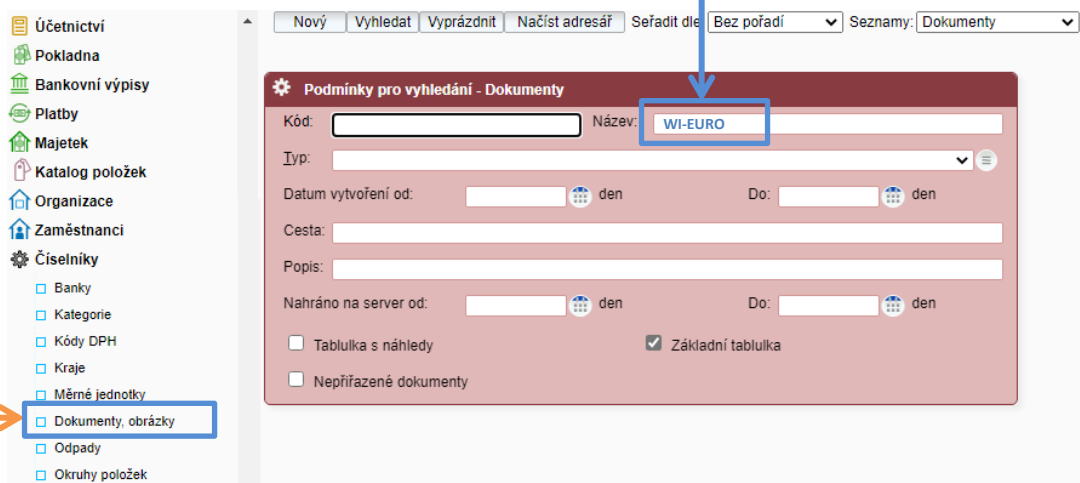 Účetnictví
Pokladna
Bankovní výpisy
Platby
Majetek
Katalog položek
Organizace
Zaměstnanci
Číselníky
Banky
Kategorie
Kódy DPH
Kraje
Měrné jednotky
Dokumenty, obrázky
Odpady
Okruhy položek
Nový Vyhledat Vyprázdnit Načíst adresář Seřadit dle Bez pořadí Seznamy: Dokumenty
Podmínky pro vyhledání - Dokumenty
Kód: Název: WI-EURO
Typ:
Datum vytvoření od: den Do: den
Cesta:
Popis:
Nahráno na server od: den Do: den
Tablulka s náhledy Základní tablulka
Nepřiřazené dokumenty